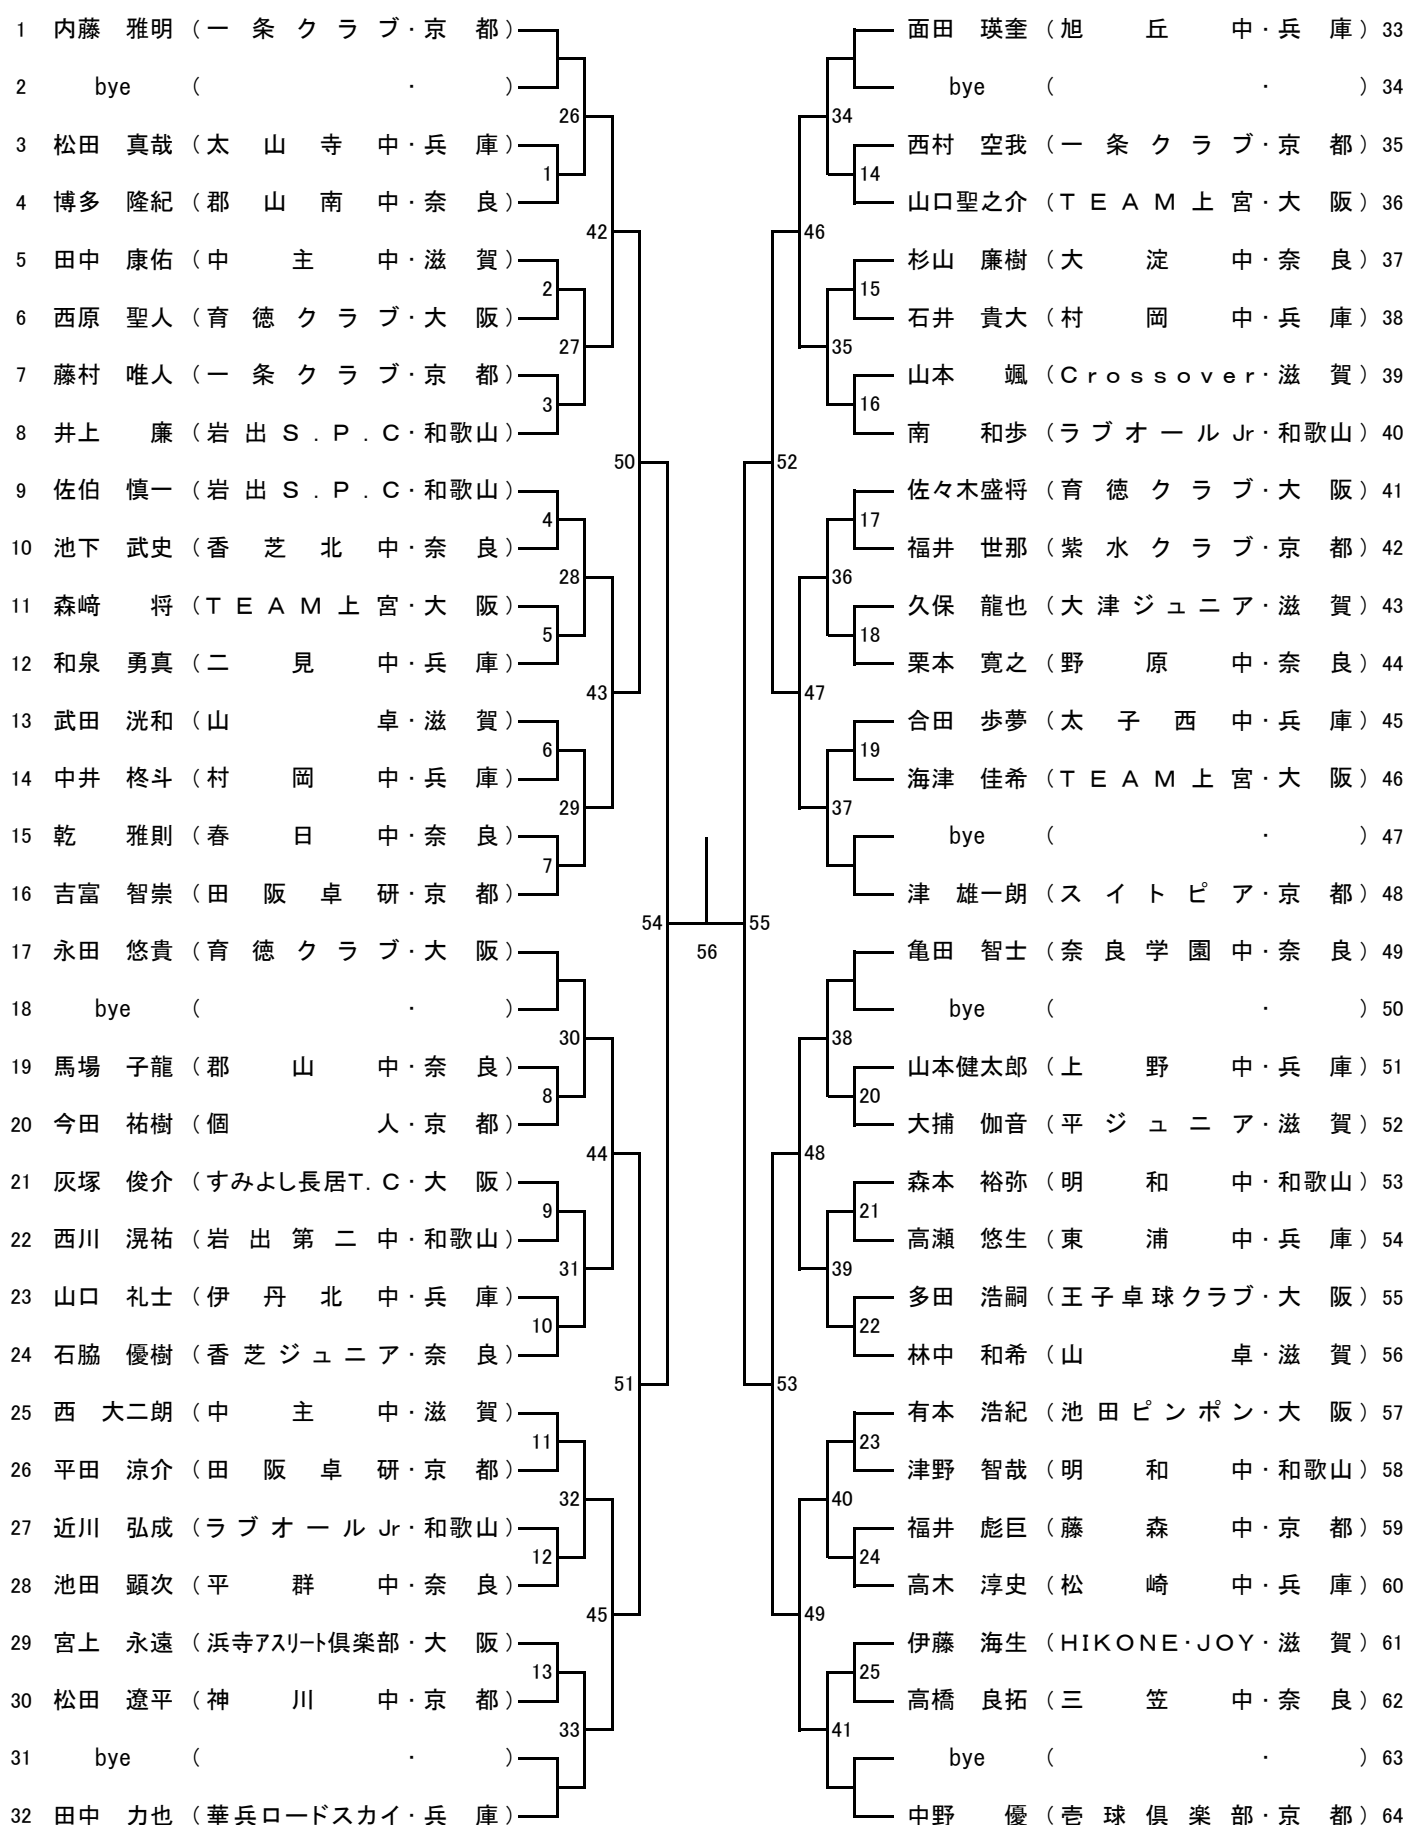 1 内藤 雅明 (一条クラブ・京都)
2 bye ( ・ )
26
3 松田 真哉 (太山寺中・兵庫)
1
4 博多 隆紀 (郡山南中・奈良)
42
5 田中 康佑 (中主中・滋賀)
2
6 西原 聖人 (育徳クラブ・大阪)
27
7 藤村 唯人 (一条クラブ・京都)
3
8 井上 廉 (岩出S.P.C・和歌山)
50
9 佐伯 慎一 (岩出S.P.C・和歌山)
4
10 池下 武史 (香芝北中・奈良)
28
11 森﨑 将 (TEAM上宮・大阪)
5
12 和泉 勇真 (二見中・兵庫)
43
13 武田 洸和 (山卓・滋賀)
6
14 中井 柊斗 (村岡中・兵庫)
29
15 乾 雅則 (春日中・奈良)
7
16 吉富 智崇 (田阪卓研・京都)
54
17 永田 悠貴 (育徳クラブ・大阪)
18 bye ( ・ )
30
19 馬場 子龍 (郡山中・奈良)
8
20 今田 祐樹 (個人・京都)
44
21 灰塚 俊介 (すみよし長居T.C・大阪)
9
22 西川 滉祐 (岩出第二中・和歌山)
31
23 山口 礼士 (伊丹北中・兵庫)
10
24 石脇 優樹 (香芝ジュニア・奈良)
51
25 西 大二朗 (中主中・滋賀)
11
26 平田 涼介 (田阪卓研・京都)
32
27 近川 弘成 (ラブオールJr・和歌山)
12
28 池田 顕次 (平群中・奈良)
45
29 宮上 永遠 (浜寺アスリート倶楽部・大阪)
13
30 松田 遼平 (神川中・京都)
33
31 bye ( ・ )
32 田中 力也 (華兵ロードスカイ・兵庫)
56
面田 瑛奎 (旭丘中・兵庫) 33
bye ( ・ ) 34
34
西村 空我 (一条クラブ・京都) 35
14
山口聖之介 (TEAM上宮・大阪) 36
46
杉山 廉樹 (大淀中・奈良) 37
15
石井 貴大 (村岡中・兵庫) 38
35
山本 颯 (Crossover・滋賀) 39
16
南 和歩 (ラブオールJr・和歌山) 40
52
佐々木盛将 (育徳クラブ・大阪) 41
17
福井 世那 (紫水クラブ・京都) 42
36
久保 龍也 (大津ジュニア・滋賀) 43
18
栗本 寛之 (野原中・奈良) 44
47
合田 歩夢 (太子西中・兵庫) 45
19
海津 佳希 (TEAM上宮・大阪) 46
37
bye ( ・ ) 47
津 雄一朗 (スイトピア・京都) 48
55
亀田 智士 (奈良学園中・奈良) 49
bye ( ・ ) 50
38
山本健太郎 (上野中・兵庫) 51
20
大捕 伽音 (平ジュニア・滋賀) 52
48
森本 裕弥 (明和中・和歌山) 53
21
高瀬 悠生 (東浦中・兵庫) 54
39
多田 浩嗣 (王子卓球クラブ・大阪) 55
22
林中 和希 (山卓・滋賀) 56
53
有本 浩紀 (池田ピンポン・大阪) 57
23
津野 智哉 (明和中・和歌山) 58
40
福井 彪巨 (藤森中・京都) 59
24
高木 淳史 (松崎中・兵庫) 60
49
伊藤 海生 (HIKONE・JOY・滋賀) 61
25
高橋 良拓 (三笠中・奈良) 62
41
bye ( ・ ) 63
中野 優 (壱球倶楽部・京都) 64